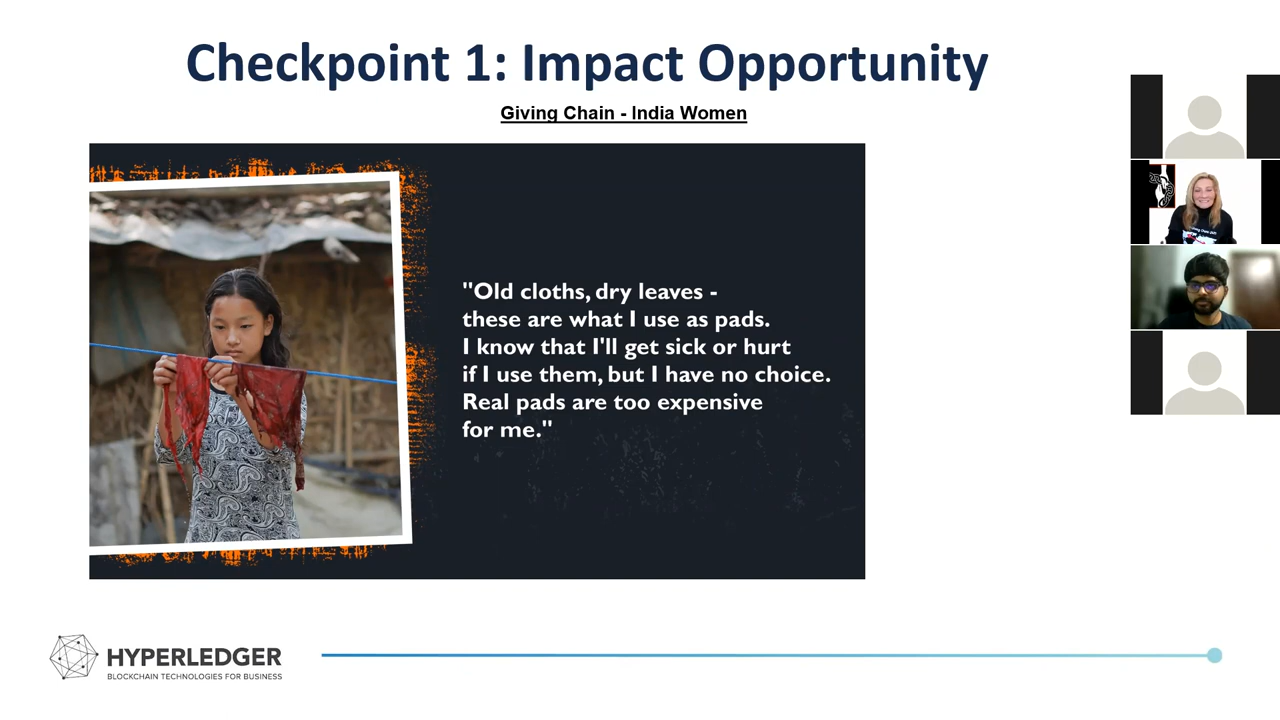 Checkpoint 1: Impact Opportunity
Giving Chain - India Women
"Old cloths, dry leaves -
these are what I use as pads.
I know that I'll get sick or hurt
if I use them, but I have no choice.
Real pads are too expensive
for me."
HYPERLEDGER
BLOCKCHAIN TECHNOLOGIES FOR BUSINESS